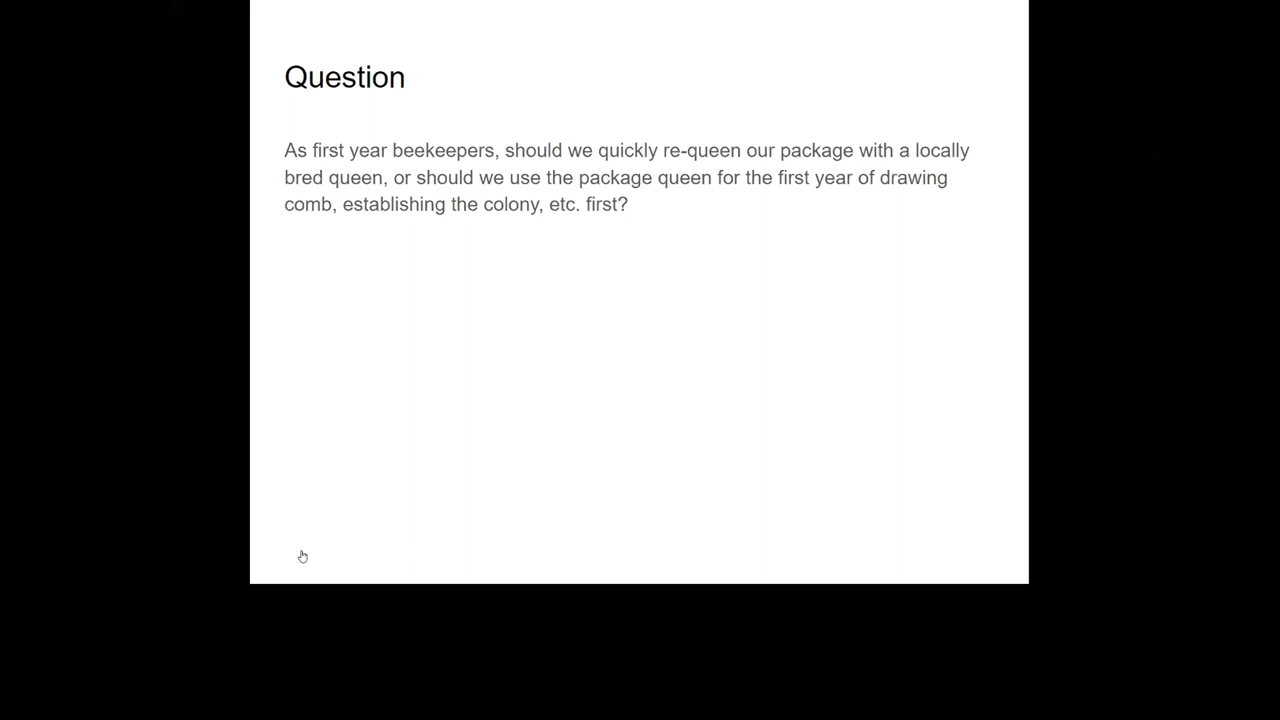 Question
As first year beekeepers, should we quickly re-queen our package with a locally
bred queen, or should we use the package queen for the first year of drawing
comb, establishing the colony, etc. first?